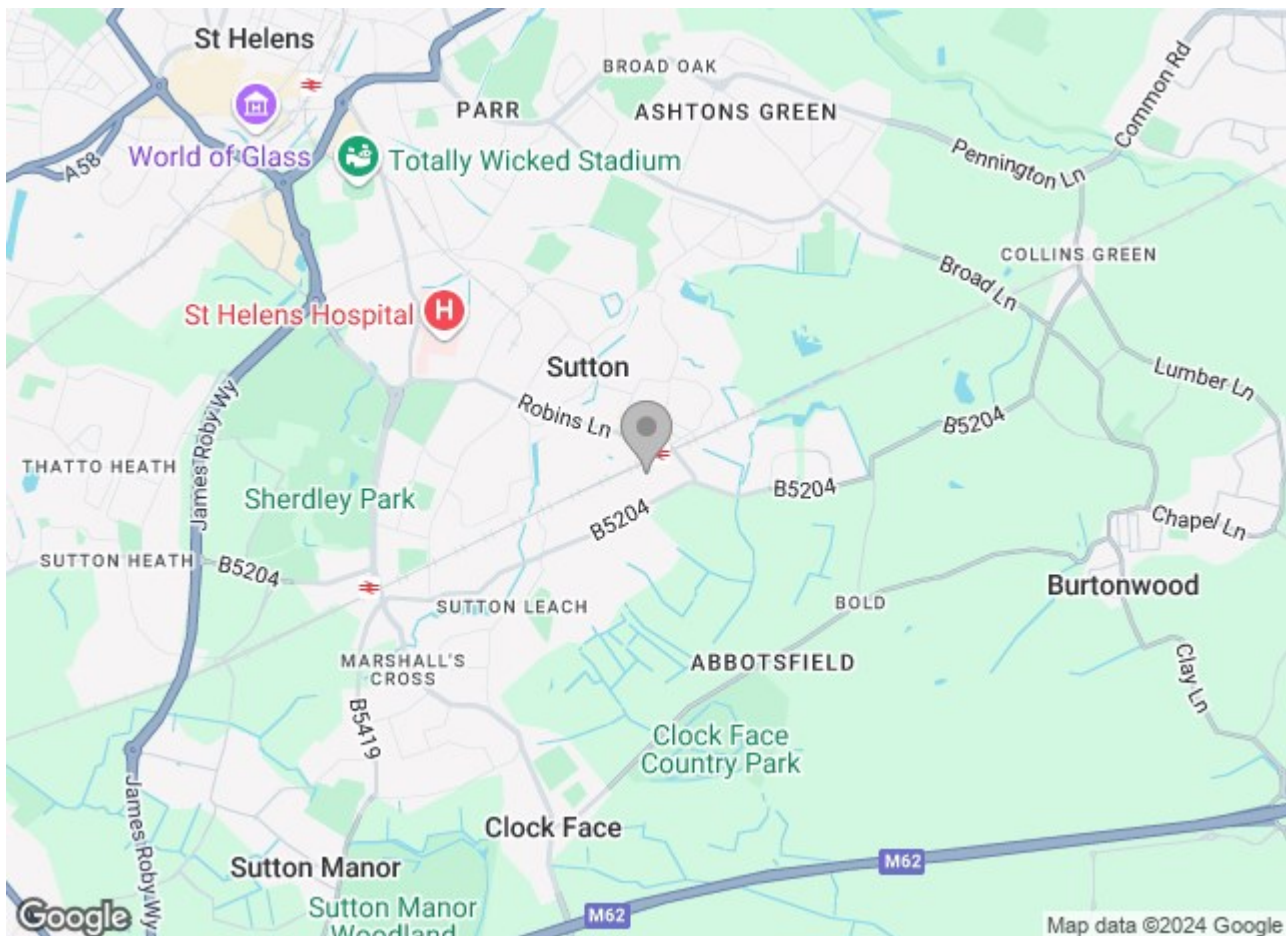 St Helens
BROAD OAK
Common Rd
PARR
ASHTONS GREEN
World of Glass
A58
Totally Wicked Stadium
Pennington Ln
COLLINS GREEN
Broad Ln
St Helens Hospital
H
Sutton
Lumber Ln
James Roby Wy
Robins Ln
B5204
THATTO HEATH
Sherdley Park
B5204
B5204
Chapel Ln
SUTTON HEATH
B5204
SUTTON LEACH
BOLD
Burtonwood
MARSHALL'S
CROSS
ABBOTSFIELD
Clay Ln
B5419
Clock Face
Country Park
James Roby Wy
Clock Face
Sutton Manor
M62
Sutton Manor
Woodland
M62
Google
Map data ©2024 Google